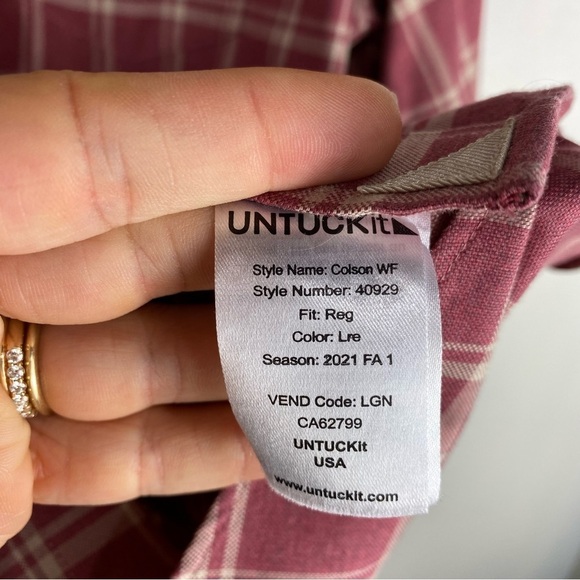 UNTUCKit
Style Name: Colson WF
Style Number: 40929
Fit: Reg
Color: Lre
Season: 2021 FA 1
VEND Code: LGN
CA62799
UNTUCKit
USA
www.untuckit.com